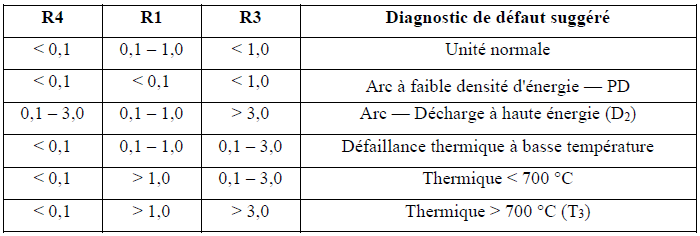 R4 R1 R3 Diagnostic de défaut suggéré
< 0,1 0,1 – 1,0 < 1,0 Unité normale
< 0,1 < 0,1 < 1,0 Arc à faible densité d'énergie — PD
0,1 – 3,0 0,1 – 1,0 > 3,0 Arc — Décharge à haute énergie (D₂)
< 0,1 0,1 – 1,0 0,1 – 3,0 Défaillance thermique à basse température
< 0,1 > 1,0 0,1 – 3,0 Thermique < 700 °C
< 0,1 > 1,0 > 3,0 Thermique > 700 °C (T₃)